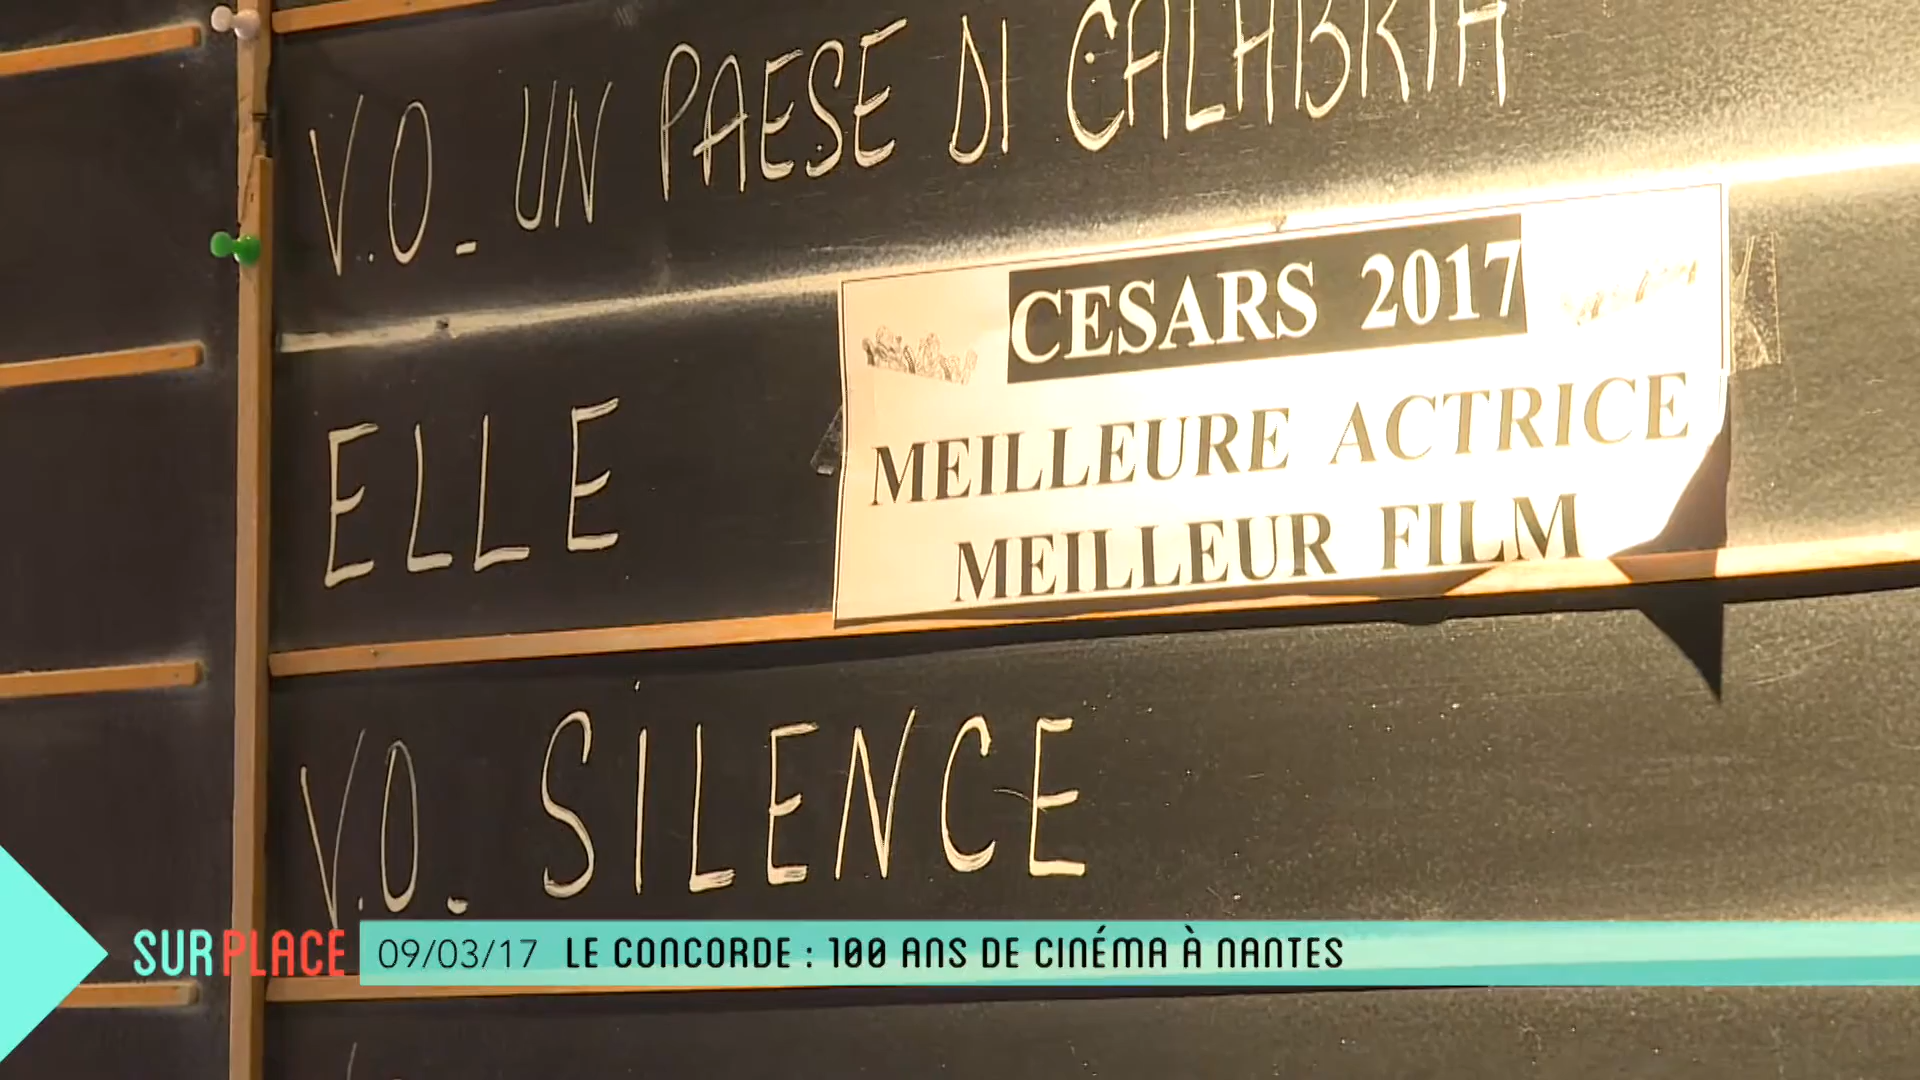 V.O_ UN PAESE DI CALABRIA
CESARS 2017
ELLE
MEILLEURE ACTRICE
MEILLEUR FILM
V.O. SILENCE
SUR PLACE 09/03/17 LE CONCORDE : 100 ANS DE CINÉMA À NANTES